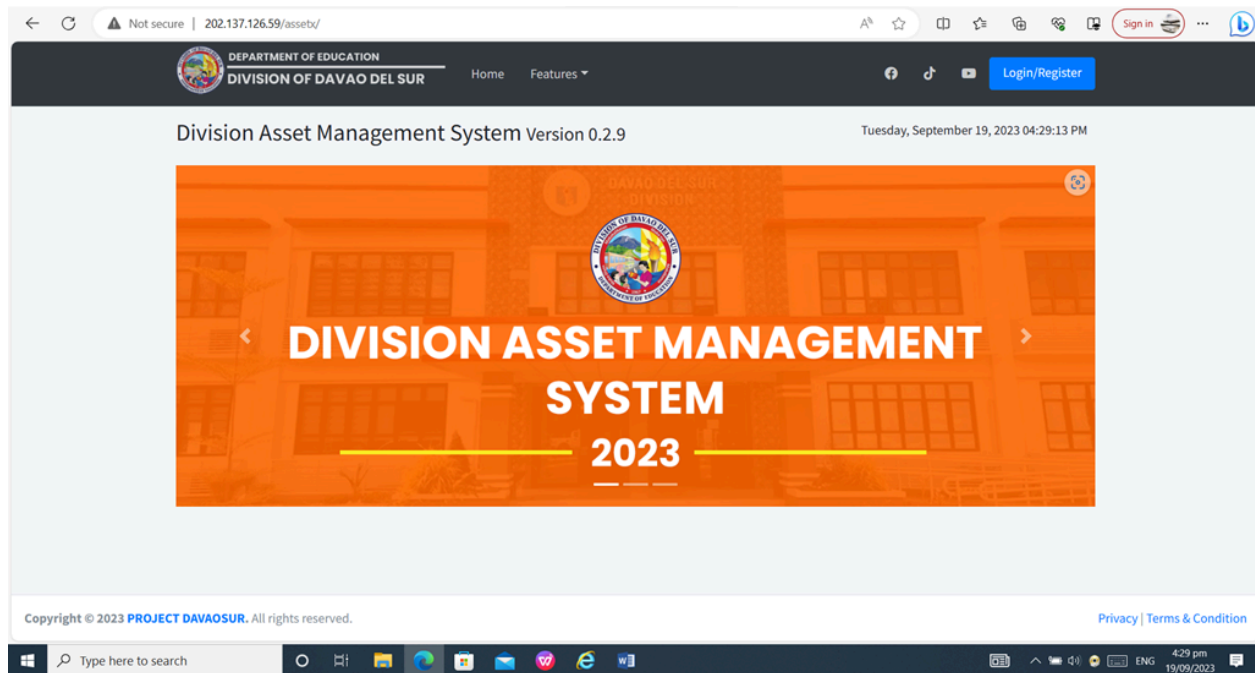 Not secure | 202.137.126.59/assetx/
Sign in
DEPARTMENT OF EDUCATION
DIVISION OF DAVAO DEL SUR
Home Features
Login/Register
Division Asset Management System Version 0.2.9
Tuesday, September 19, 2023 04:29:13 PM
DAVAO DEL SUR
DIVISION
DIVISION OF DAVAO DEL SUR
DEPARTMENT OF EDUCATION
DIVISION ASSET MANAGEMENT
SYSTEM
2023
Copyright © 2023 PROJECT DAVAOSUR. All rights reserved.
Privacy | Terms & Condition
Type here to search
ENG
4:29 pm
19/09/2023